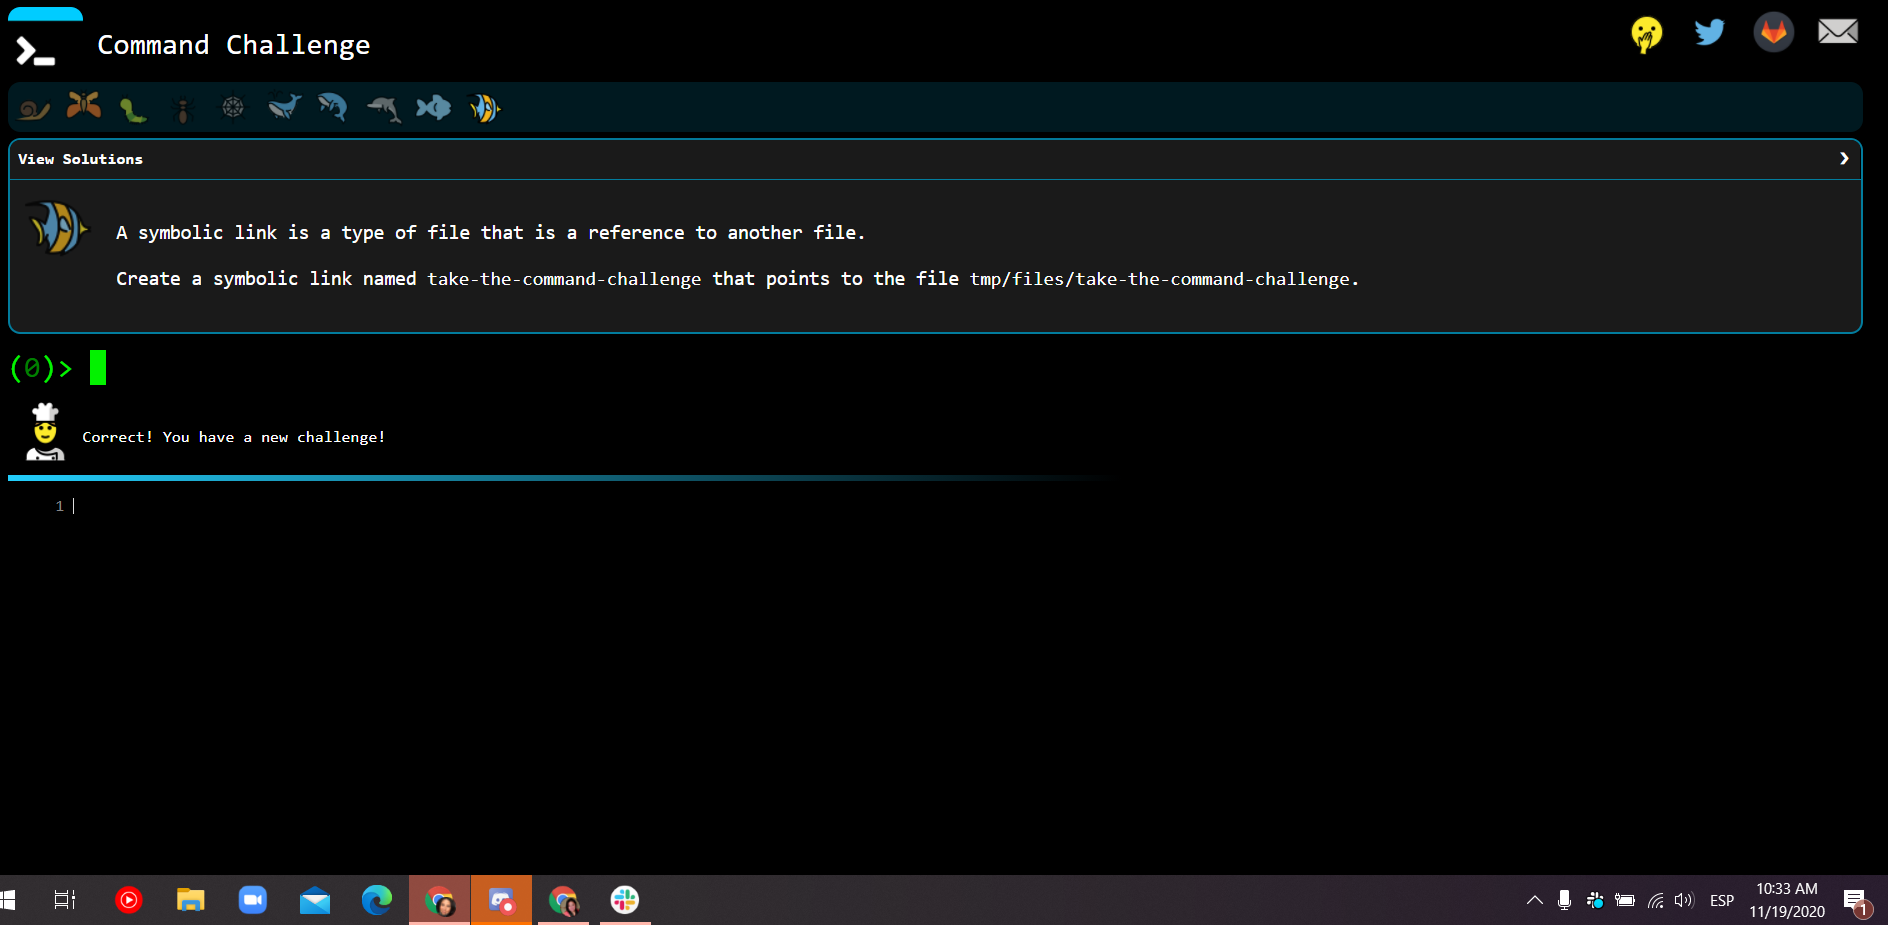 Command Challenge
View Solutions
A symbolic link is a type of file that is a reference to another file.
Create a symbolic link named take-the-command-challenge that points to the file tmp/files/take-the-command-challenge.
(0)>
Correct! You have a new challenge!
1
ESP
10:33 AM
11/19/2020
1